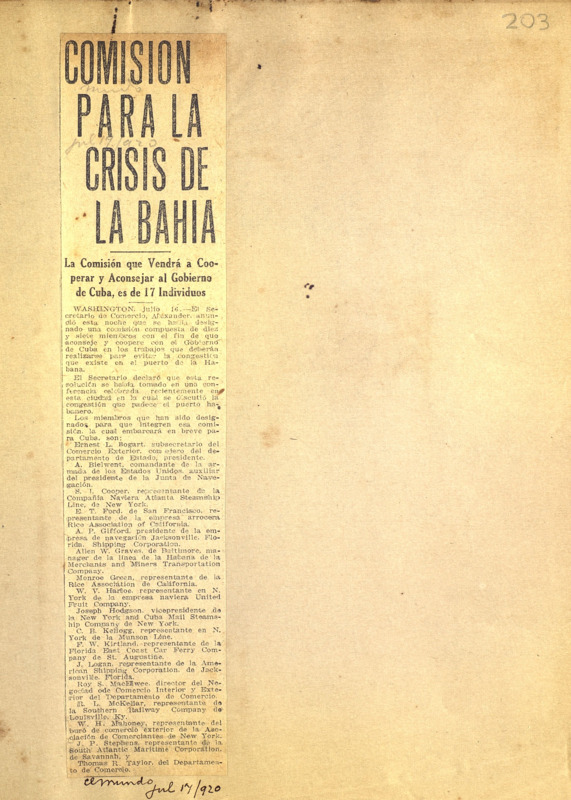 203
COMISION
PARA LA
CRISIS DE
LA BAHIA
La Comisión que Vendrá a Coo-
perar y Aconsejar al Gobierno
de Cuba, es de 17 Individuos
WASHINGTON, julio 16.—El Se-
cretario de Comercio, Alexander, anun-
ció esta noche que se había desig-
nado una comisión compuesta de diez
y siete miembros con el fin de que
aconseje y coopere con el Gobierno
de Cuba en los trabajos que deberán
realizarse para evitar la congestión
que existe en el puerto de la Ha-
bana.
El Secretario declaró que esta re-
solución se había tomado en una con-
ferencia celebrada recientemente en
esta ciudad en la cual se discutió la
congestión que padece el puerto ha-
banero.
Los miembros que han sido desig-
nados para que integren esa comi-
sión, la cual embarcará en breve pa-
ra Cuba, son:
Ernest L. Bogart, subsecretario del
Comercio Exterior, consejero del de-
partamento de Estado, presidente.
A. Bielwent, comandante de la ar-
mada de los Estados Unidos, auxiliar
del presidente de la Junta de Nave-
gación.
S. I. Cooper, representante de la
Compañía Naviera Atlanta Steamship
Line, de New York.
E. T. Ford, de San Francisco, re-
presentante de la empresa arrocera
Rice Association of California.
A. P. Gifford, presidente de la em-
presa de navegación Jacksonville, Flo-
rida, Shipping Corporation.
Allen W. Graves, de Baltimore, ma-
nager de la línea de la Habana de la
Merchants and Miners Transportation
Company.
Monroe Green, representante de la
Rice Association de California.
W. V. Harloe, representante en N.
York de la empresa naviera United
Fruit Company.
Joseph Hodgson, vicepresidente de
la New York and Cuba Mail Steams-
hip Company de New York.
C. B. Kellogg, representante en N.
York de la Munson Line.
F. W. Kirtland, representante de la
Florida East Coast Car Ferry Com-
pany de St. Augustine.
J. Logan, representante de la Ame-
rican Shipping Corporation, de Jack-
sonville, Florida.
Roy S. MacElwee, director del Ne-
gociad ode Comercio Interior y Exte-
rior del Departamento de Comercio.
R. L. McKellar, representante de
la Southern Railway Company de
Louisville, Ky.
W. H. Mahoney, representante del
buró de comercio exterior de la Aso-
ciación de Comerciantes de New York.
J. P. Stephens, representante de la
South Atlantic Maritime Corporation,
de Savannah, y
Thomas R. Taylor, del Departamen-
to de Comercio.
el mundo
jul 17/920